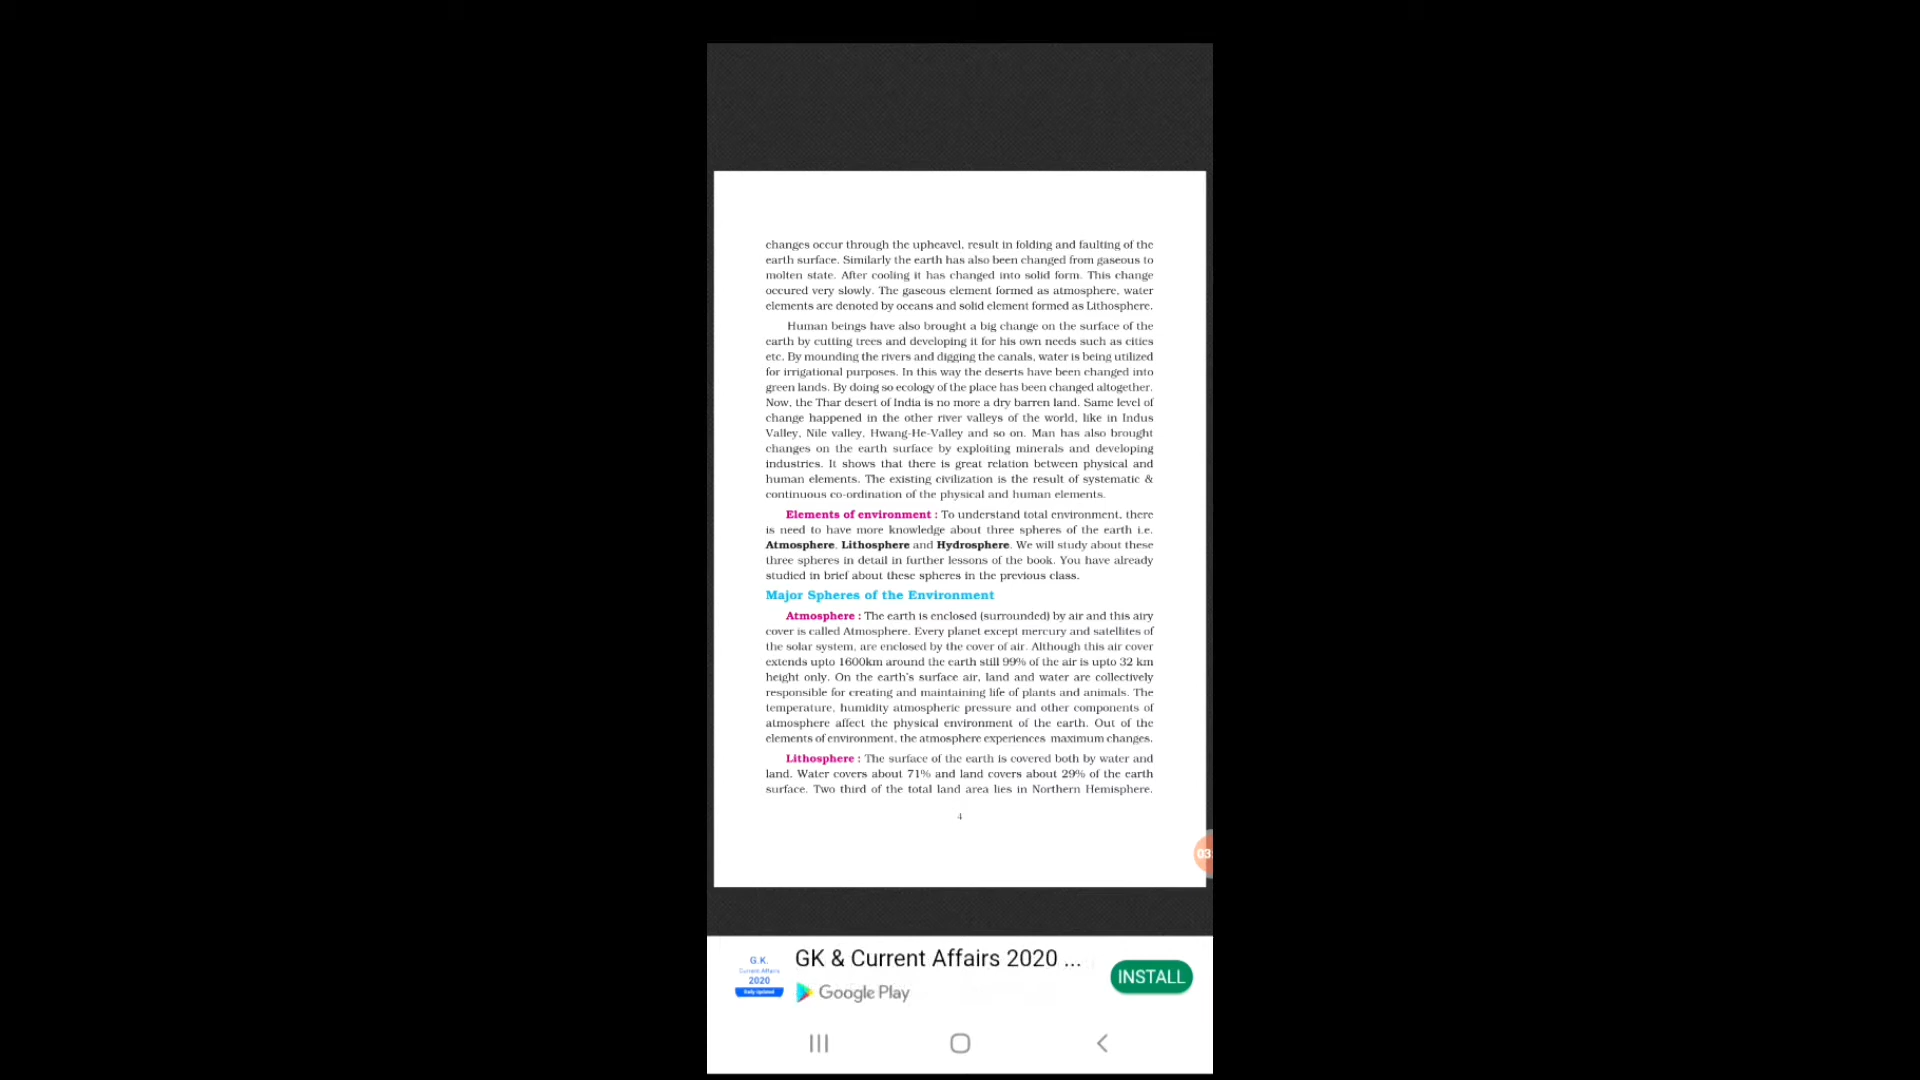 changes occur through the upheavel, result in folding and faulting of the
earth surface. Similarly the earth has also been changed from gaseous to
molten state. After cooling it has changed into solid form. This change
occured very slowly. The gaseous element formed as atmosphere, water
elements are denoted by oceans and solid element formed as Lithosphere.
Human beings have also brought a big change on the surface of the
earth by cutting trees and developing it for his own needs such as cities
etc. By mounding the rivers and digging the canals, water is being utilized
for irrigational purposes. In this way the deserts have been changed into
green lands. By doing so ecology of the place has been changed altogether.
Now, the Thar desert of India is no more a dry barren land. Same level of
change happened in the other river valleys of the world, like in Indus
Valley, Nile valley, Hwang-He-Valley and so on. Man has also brought
changes on the earth surface by exploiting minerals and developing
industries. It shows that there is great relation between physical and
human elements. The existing civilization is the result of systematic &
continuous co-ordination of the physical and human elements.
Elements of environment : To understand total environment, there
is need to have more knowledge about three spheres of the earth i.e.
Atmosphere, Lithosphere and Hydrosphere. We will study about these
three spheres in detail in further lessons of the book. You have already
studied in brief about these spheres in the previous class.
Major Spheres of the Environment
Atmosphere : The earth is enclosed (surrounded) by air and this airy
cover is called Atmosphere. Every planet except mercury and satellites of
the solar system, are enclosed by the cover of air. Although this air cover
extends upto 1600km around the earth still 99% of the air is upto 32 km
height only. On the earth's surface air, land and water are collectively
responsible for creating and maintaining life of plants and animals. The
temperature, humidity atmospheric pressure and other components of
atmosphere affect the physical environment of the earth. Out of the
elements of environment, the atmosphere experiences maximum changes.
Lithosphere : The surface of the earth is covered both by water and
land. Water covers about 71% and land covers about 29% of the earth
surface. Two third of the total land area lies in Northern Hemisphere.
4
03:
G.K.
Current Affairs
2020
Daily Updated
GK & Current Affairs 2020 ...
Google Play
INSTALL